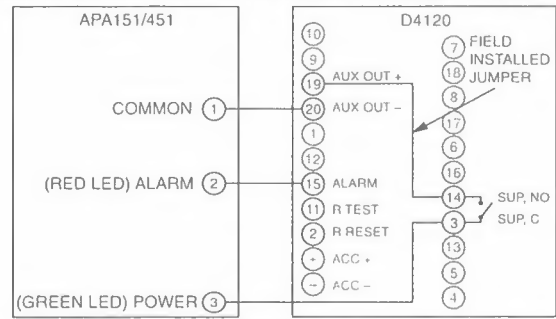 APA151/451
D4120
10
9
19 AUX OUT +
COMMON 1
20 AUX OUT –
1
12
(RED LED) ALARM 2
15 ALARM
11 R TEST
2 R RESET
+ ACC +
– ACC –
(GREEN LED) POWER 3
7
18
8
17
6
16
14
3
13
5
4
FIELD
INSTALLED
JUMPER
SUP, NO
SUP, C